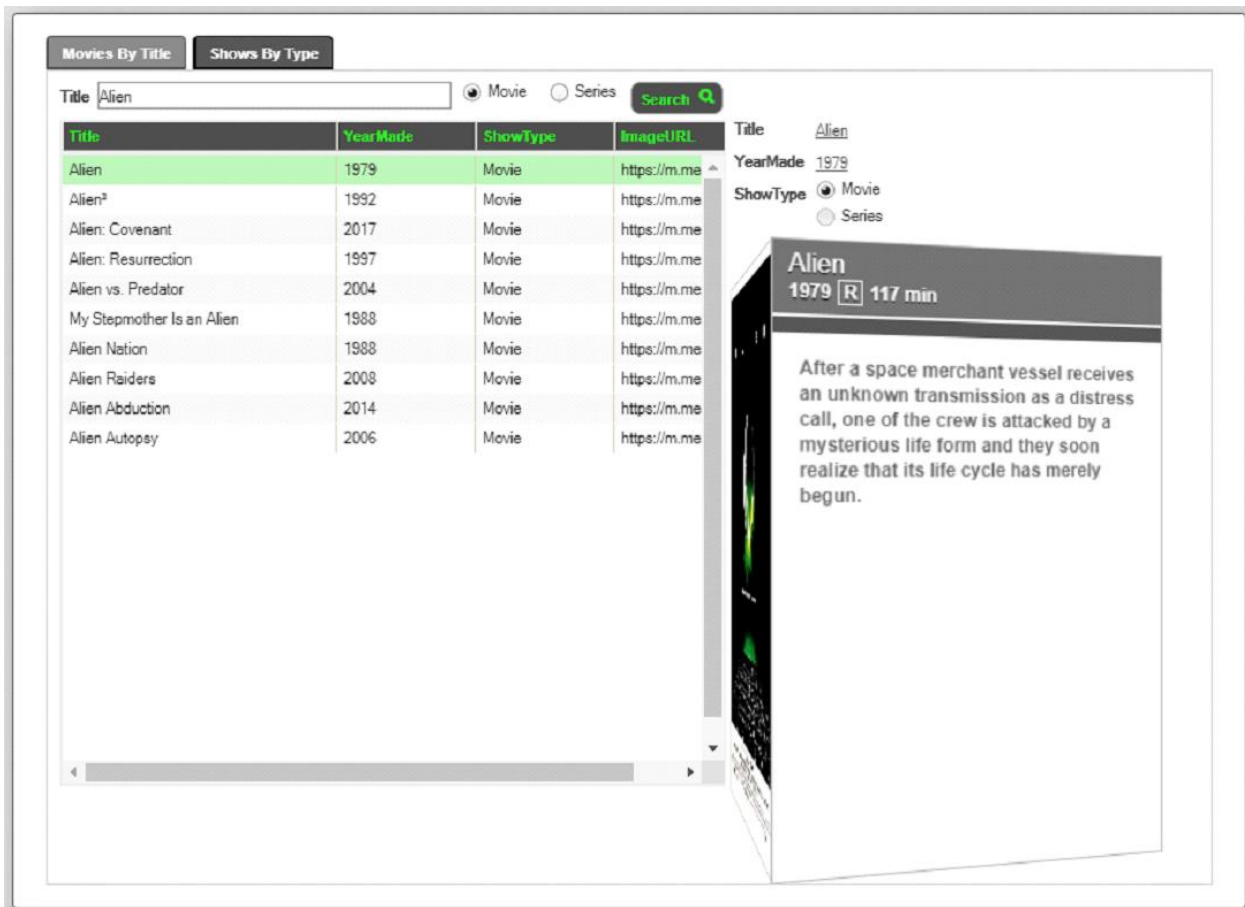 Movies By Title Shows By Type
Title Alien Movie Series Search
Title YearMade ShowType ImageURL
Alien 1979 Movie https://m.me
Alien³ 1992 Movie https://m.me
Alien: Covenant 2017 Movie https://m.me
Alien: Resurrection 1997 Movie https://m.me
Alien vs. Predator 2004 Movie https://m.me
My Stepmother Is an Alien 1988 Movie https://m.me
Alien Nation 1988 Movie https://m.me
Alien Raiders 2008 Movie https://m.me
Alien Abduction 2014 Movie https://m.me
Alien Autopsy 2006 Movie https://m.me
Title Alien
YearMade 1979
ShowType Movie
Series
Alien
1979 R 117 min
After a space merchant vessel receives
an unknown transmission as a distress
call, one of the crew is attacked by a
mysterious life form and they soon
realize that its life cycle has merely
begun.